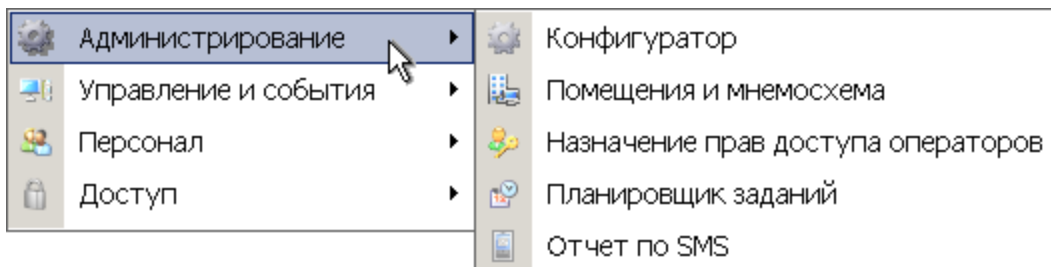 Администрирование
Управление и события
Персонал
Доступ
Конфигуратор
Помещения и мнемосхема
Назначение прав доступа операторов
Планировщик заданий
Отчет по SMS